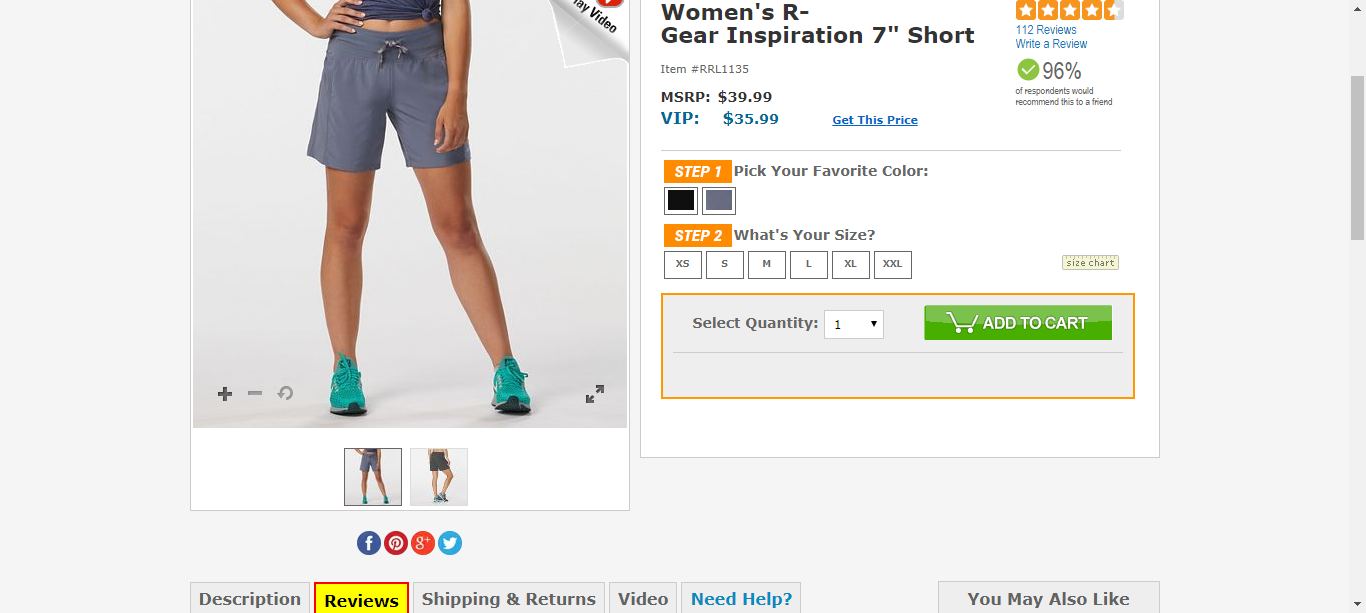 Play Video
Women's R-
Gear Inspiration 7" Short
112 Reviews
Write a Review
Item #RRL1135
96%
of respondents would
recommend this to a friend
MSRP: $39.99
VIP: $35.99 Get This Price
STEP 1 Pick Your Favorite Color:
STEP 2 What's Your Size?
XS S M L XL XXL size chart
Select Quantity: 1 ADD TO CART
Description Reviews Shipping & Returns Video Need Help? You May Also Like